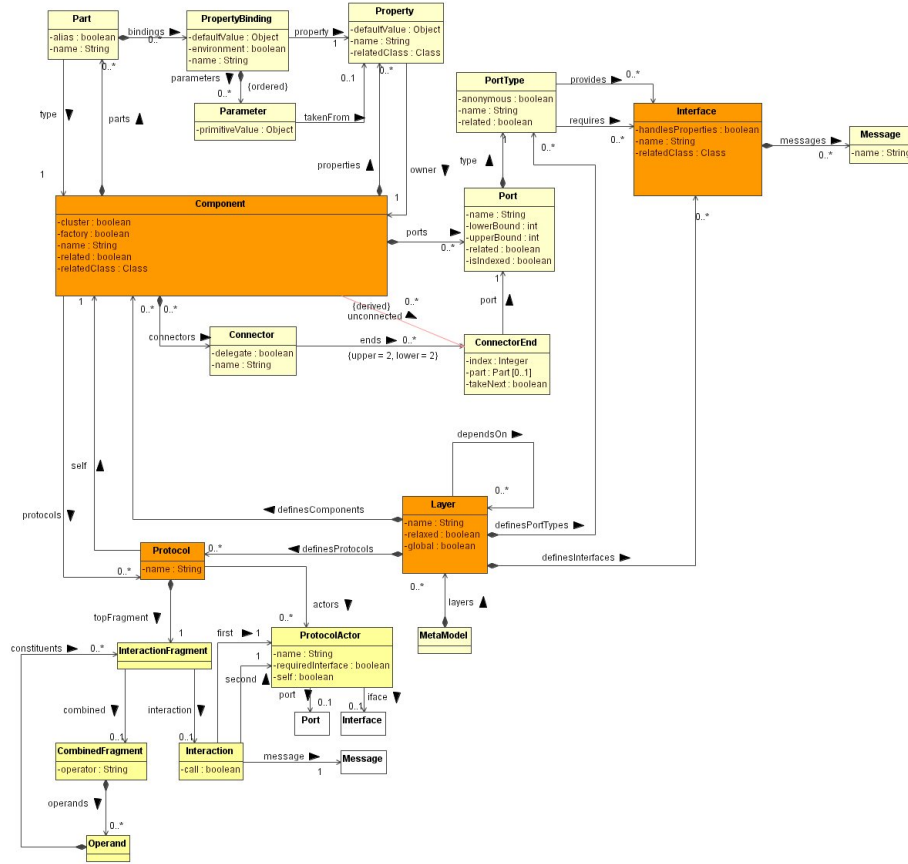 Part
-alias : boolean
-name : String
bindings
0..*
PropertyBinding
-defaultValue : Object
-environment : boolean
-name : String
property
1
Property
-defaultValue : Object
-name : String
-relatedClass : Class
parameters
{ordered}
0..*
0..1
0..*
Parameter
-primitiveValue : Object
takenFrom
PortType
-anonymous : boolean
-name : String
-related : boolean
provides
0..*
requires
0..*
Interface
-handlesProperties : boolean
-name : String
-relatedClass : Class
messages
0..*
Message
-name : String
0..*
type
parts
1
properties
owner
1
type
1
0..*
0..*
Component
-cluster : boolean
-factory : boolean
-name : String
-related : boolean
-relatedClass : Class
ports
0..*
Port
-name : String
-lowerBound : int
-upperBound : int
-related : boolean
-isIndexed : boolean
1
0..*
0..*
{derived}
unconnected
0..*
port
1
connectors
Connector
-delegate : boolean
-name : String
ends
0..*
{upper = 2, lower = 2}
ConnectorEnd
-index : Integer
-part : Part [0..1]
-takeNext : boolean
dependsOn
0..*
self
protocols
0..*
definesComponents
Layer
-name : String
-relaxed : boolean
-global : boolean
definesPortTypes
definesProtocols
0..*
definesInterfaces
Protocol
-name : String
0..*
layers
MetaModel
topFragment
1
actors
0..*
constituents
0..*
InteractionFragment
first
1
second
1
ProtocolActor
-name : String
-requiredInterface : boolean
-self : boolean
port
0..1
iface
0..1
Port
Interface
combined
0..1
interaction
0..1
CombinedFragment
-operator : String
Interaction
-call : boolean
message
1
Message
operands
0..*
Operand